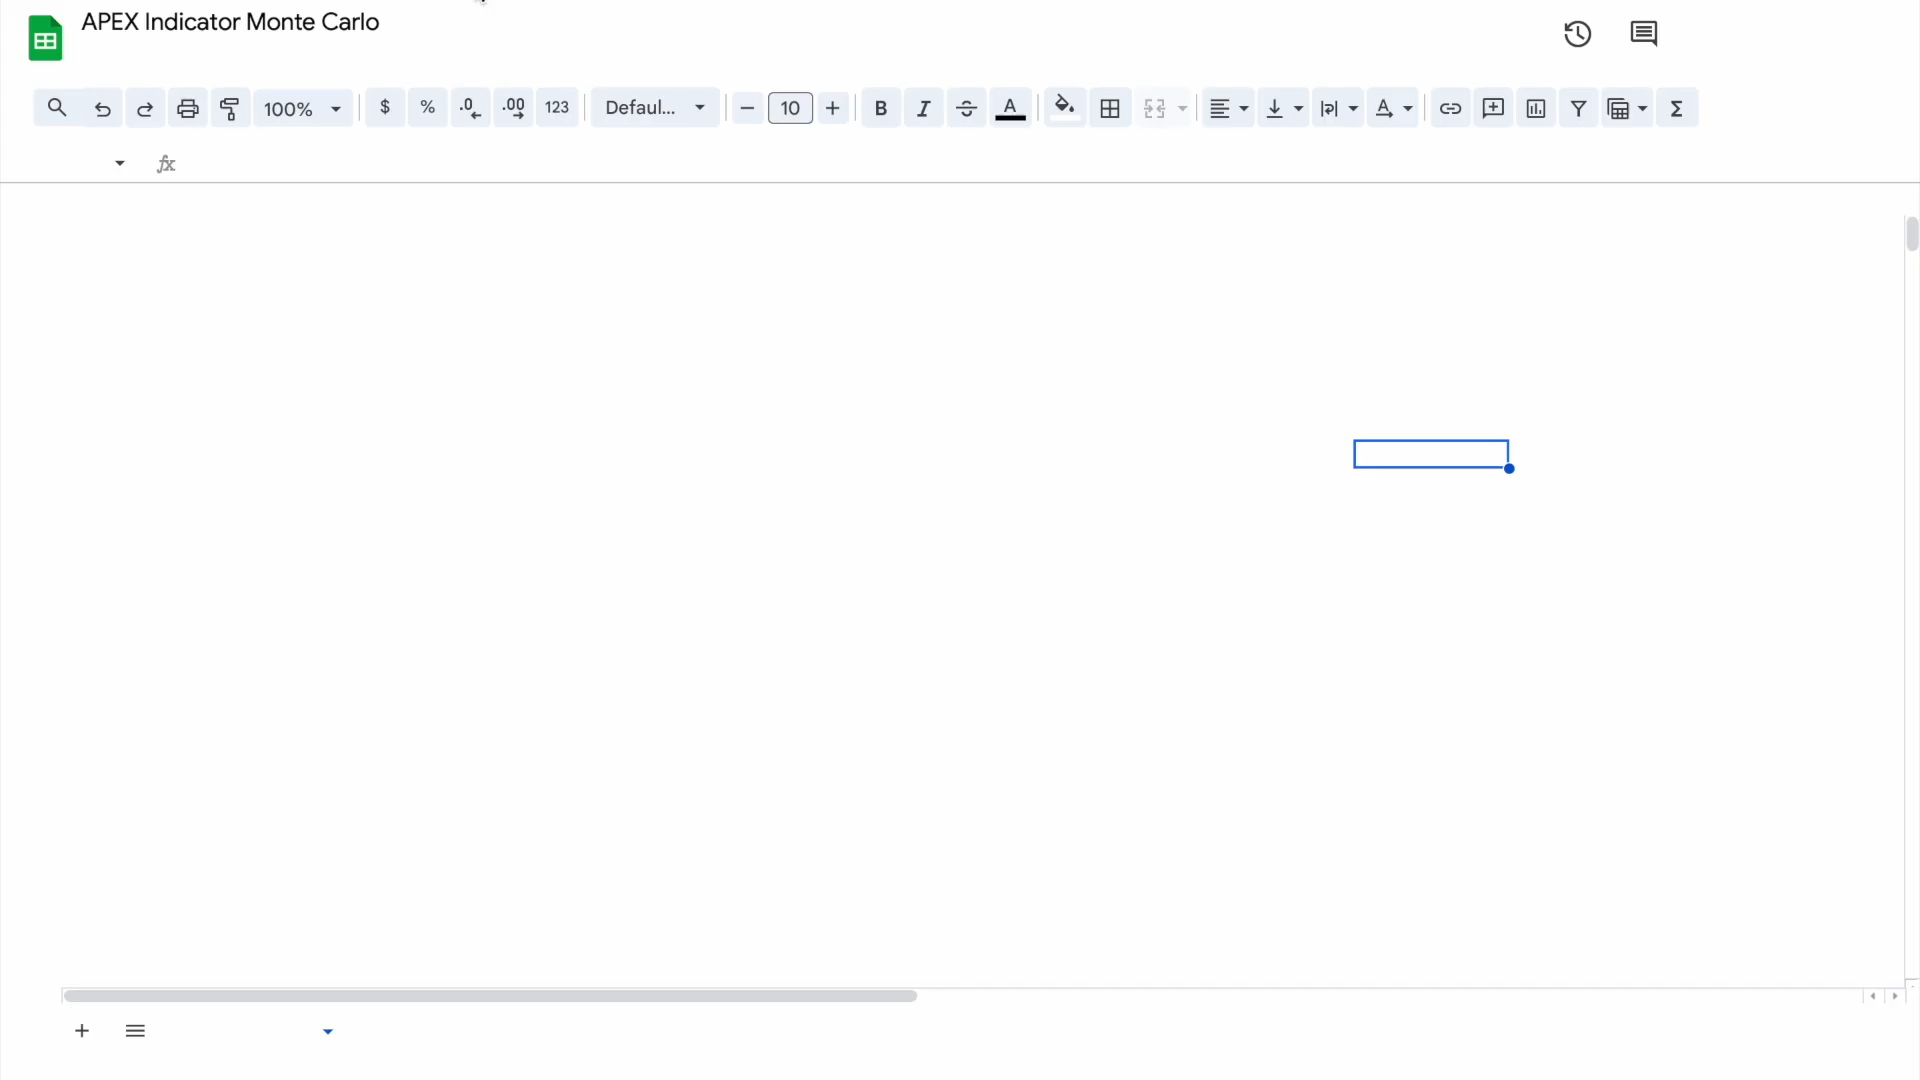 APEX Indicator Monte Carlo
100% $ % .0 .00 123 Defaul... 10 B I S A A Σ
fx